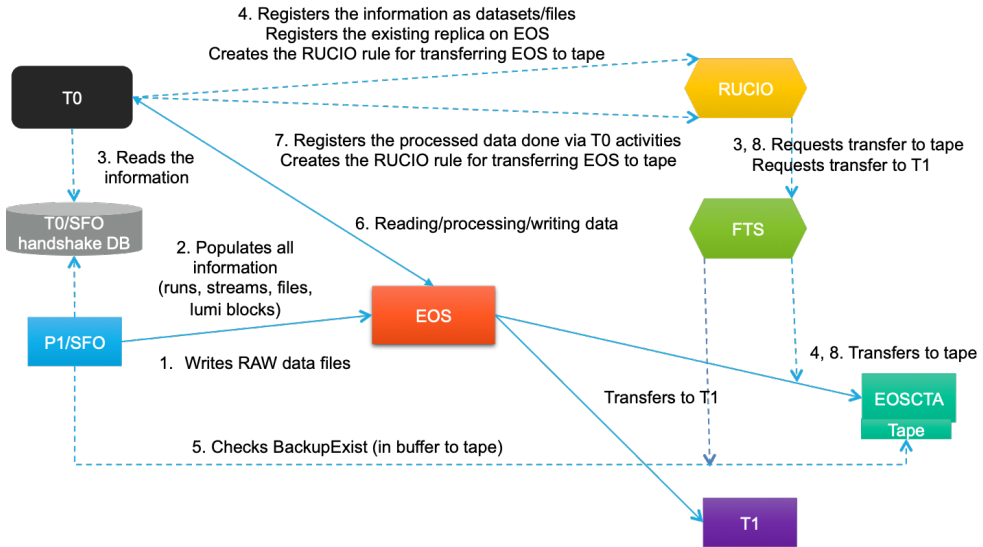 4. Registers the information as datasets/files
Registers the existing replica on EOS
Creates the RUCIO rule for transferring EOS to tape
T0
RUCIO
7. Registers the processed data done via T0 activities
Creates the RUCIO rule for transferring EOS to tape
3, 8. Requests transfer to tape
Requests transfer to T1
3. Reads the
information
T0/SFO
handshake DB
6. Reading/processing/writing data
FTS
2. Populates all
information
(runs, streams, files,
lumi blocks)
EOS
P1/SFO
1. Writes RAW data files
4, 8. Transfers to tape
Transfers to T1
EOSCTA
Tape
5. Checks BackupExist (in buffer to tape)
T1